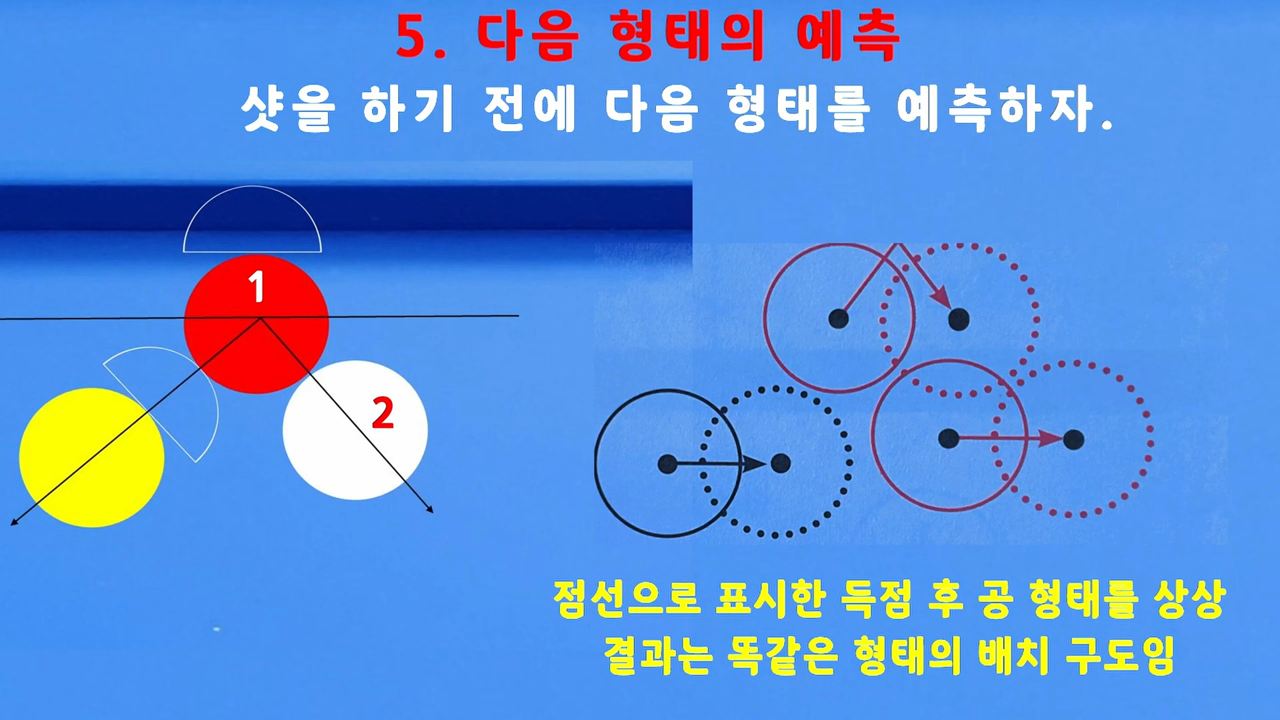 5. 다음 형태의 예측
샷을 하기 전에 다음 형태를 예측하자.
1
2
점선으로 표시한 득점 후 공 형태를 상상
결과는 똑같은 형태의 배치 구도임